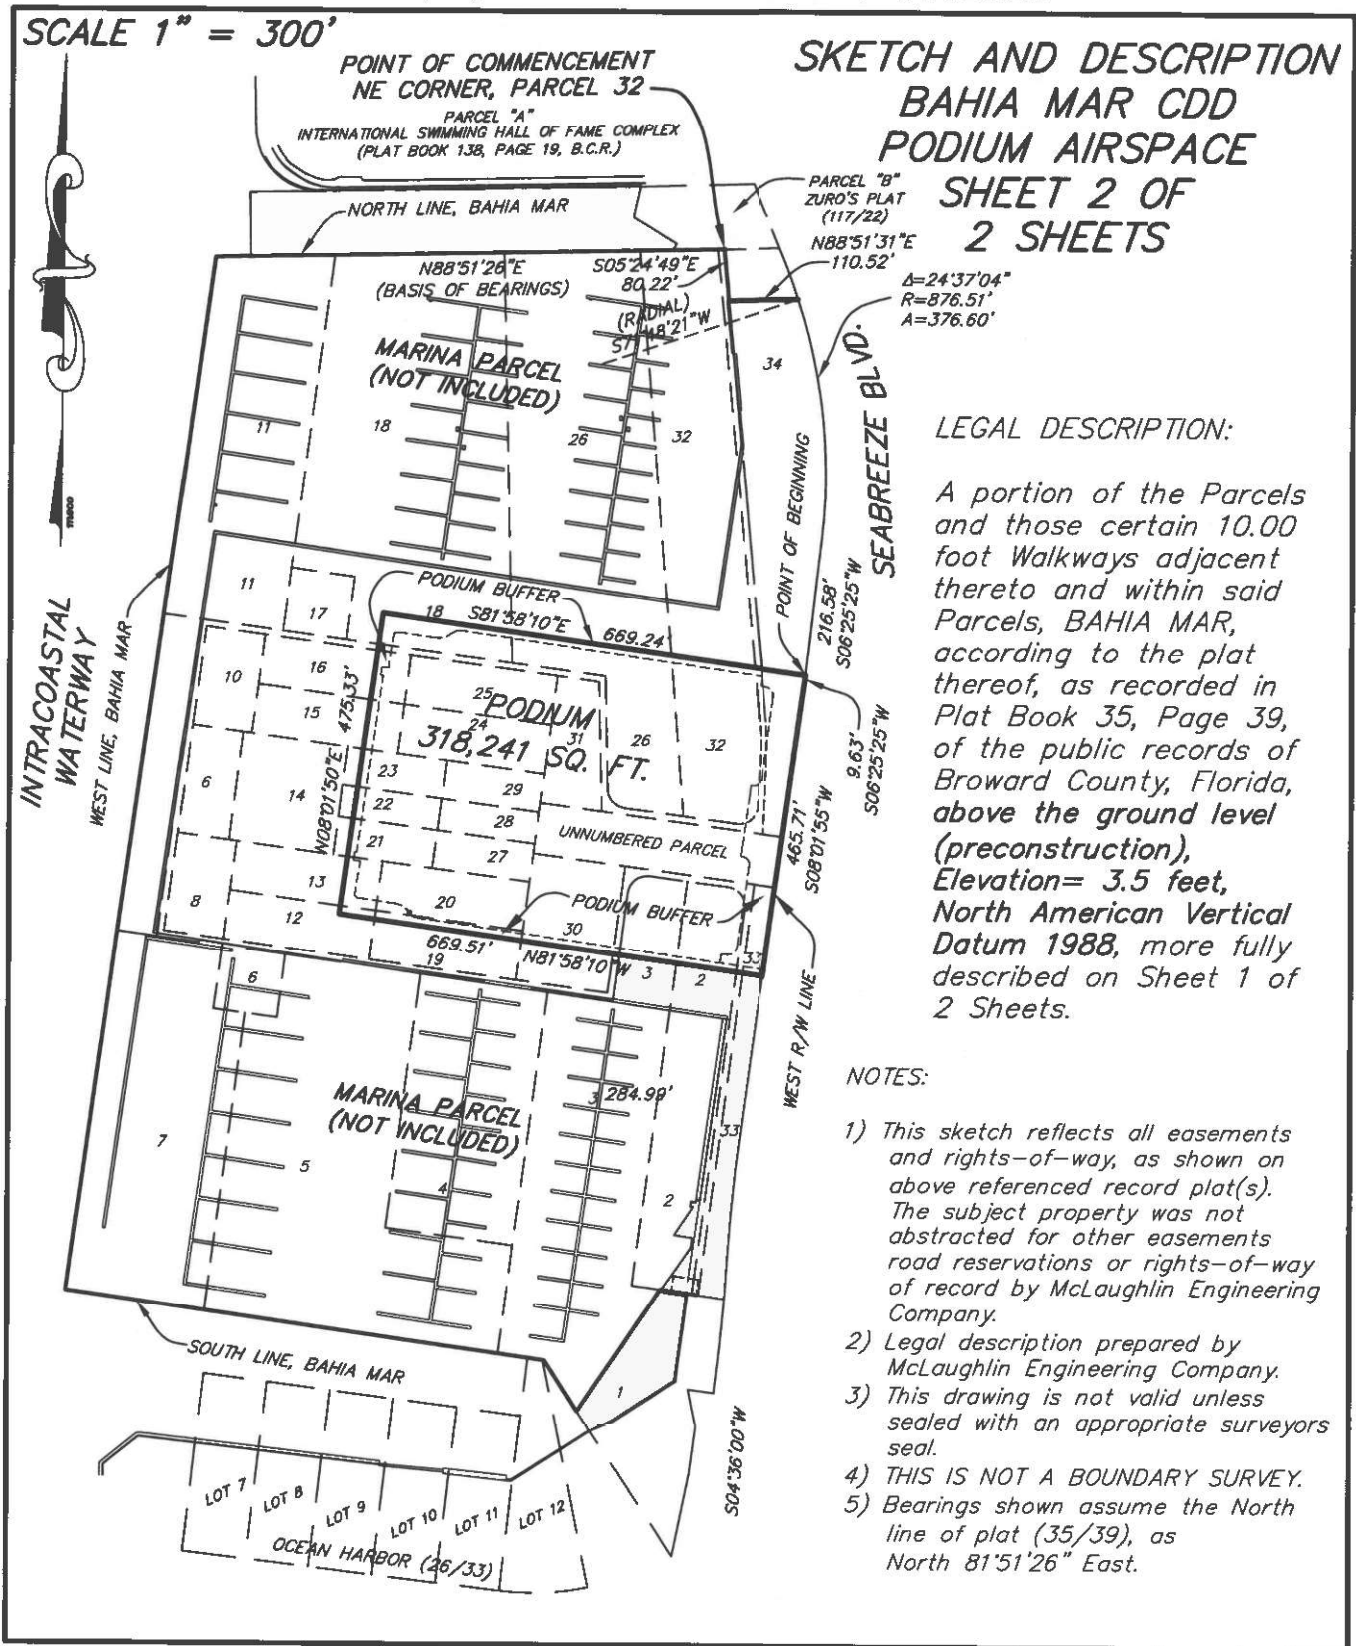 SCALE 1" = 300'
POINT OF COMMENCEMENT
NE CORNER, PARCEL 32
PARCEL "A"
INTERNATIONAL SWIMMING HALL OF FAME COMPLEX
(PLAT BOOK 138, PAGE 19, B.C.R.)
SKETCH AND DESCRIPTION
BAHIA MAR CDD
PODIUM AIRSPACE
SHEET 2 OF
2 SHEETS
PARCEL "B"
ZURO'S PLAT
(117/22)
NORTH LINE, BAHIA MAR
N88°51'31"E
110.52'
N88°51'26"E
(BASIS OF BEARINGS)
S05°24'49"E
80.22'
(RADIAL)
48'21"W
Δ=24°37'04"
R=876.51'
A=376.60'
MARINA PARCEL
(NOT INCLUDED)
34
11
18
26
32
SEABREEZE BLVD.
POINT OF BEGINNING
216.58'
S06°25'25"W
LEGAL DESCRIPTION:
A portion of the Parcels
and those certain 10.00
foot Walkways adjacent
thereto and within said
Parcels, BAHIA MAR,
according to the plat
thereof, as recorded in
Plat Book 35, Page 39,
of the public records of
Broward County, Florida,
above the ground level
(preconstruction),
Elevation= 3.5 feet,
North American Vertical
Datum 1988, more fully
described on Sheet 1 of
2 Sheets.
INTRACOASTAL
WATERWAY
WEST LINE, BAHIA MAR
11
17
PODIUM BUFFER
18
S81°58'10"E
669.24'
10
16
15
475.33'
W08°01'50"E
25
PODIUM
24
318,241 SQ. FT.
31
26
32
9.63'
S06°25'25"W
6
14
23
22
21
29
28
27
UNNUMBERED PARCEL
465.71'
S08°01'55"W
8
13
12
20
PODIUM BUFFER
30
669.51'
19
N81°58'10"W
33
3
2
WEST R/W LINE
6
MARINA PARCEL
(NOT INCLUDED)
3
284.99'
33
7
5
4
2
SOUTH LINE, BAHIA MAR
1
S04°36'00"W
LOT 7
LOT 8
LOT 9
LOT 10
LOT 11
LOT 12
OCEAN HARBOR (26/33)
NOTES:
1) This sketch reflects all easements
and rights-of-way, as shown on
above referenced record plat(s).
The subject property was not
abstracted for other easements
road reservations or rights-of-way
of record by McLaughlin Engineering
Company.
2) Legal description prepared by
McLaughlin Engineering Company.
3) This drawing is not valid unless
sealed with an appropriate surveyors
seal.
4) THIS IS NOT A BOUNDARY SURVEY.
5) Bearings shown assume the North
line of plat (35/39), as
North 81°51'26" East.